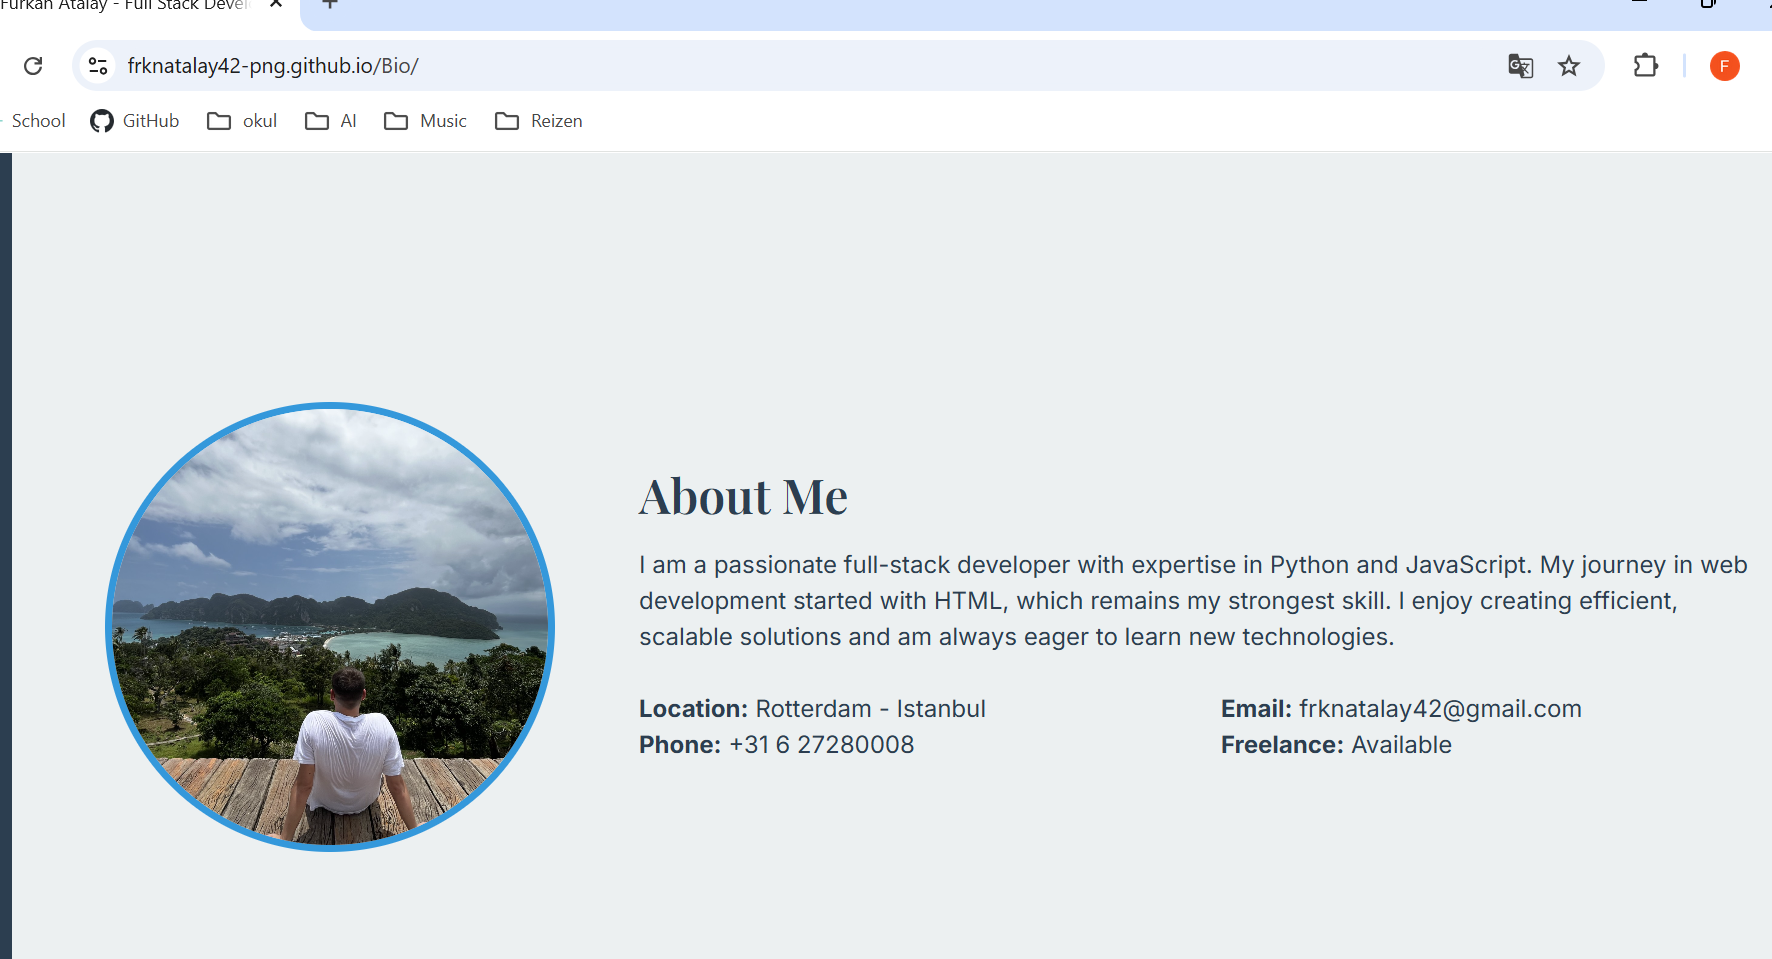 Furkan Atalay - Full Stack Devel
frknatalay42-png.github.io/Bio/
F
School GitHub okul AI Music Reizen
About Me
I am a passionate full-stack developer with expertise in Python and JavaScript. My journey in web
development started with HTML, which remains my strongest skill. I enjoy creating efficient,
scalable solutions and am always eager to learn new technologies.
Location: Rotterdam - Istanbul
Email: frknatalay42@gmail.com
Phone: +31 6 27280008
Freelance: Available